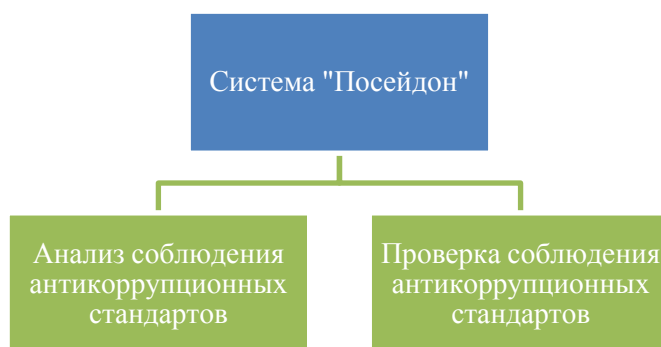 Система "Посейдон"
Анализ соблюдения
антикоррупционных
стандартов
Проверка соблюдения
антикоррупционных
стандартов